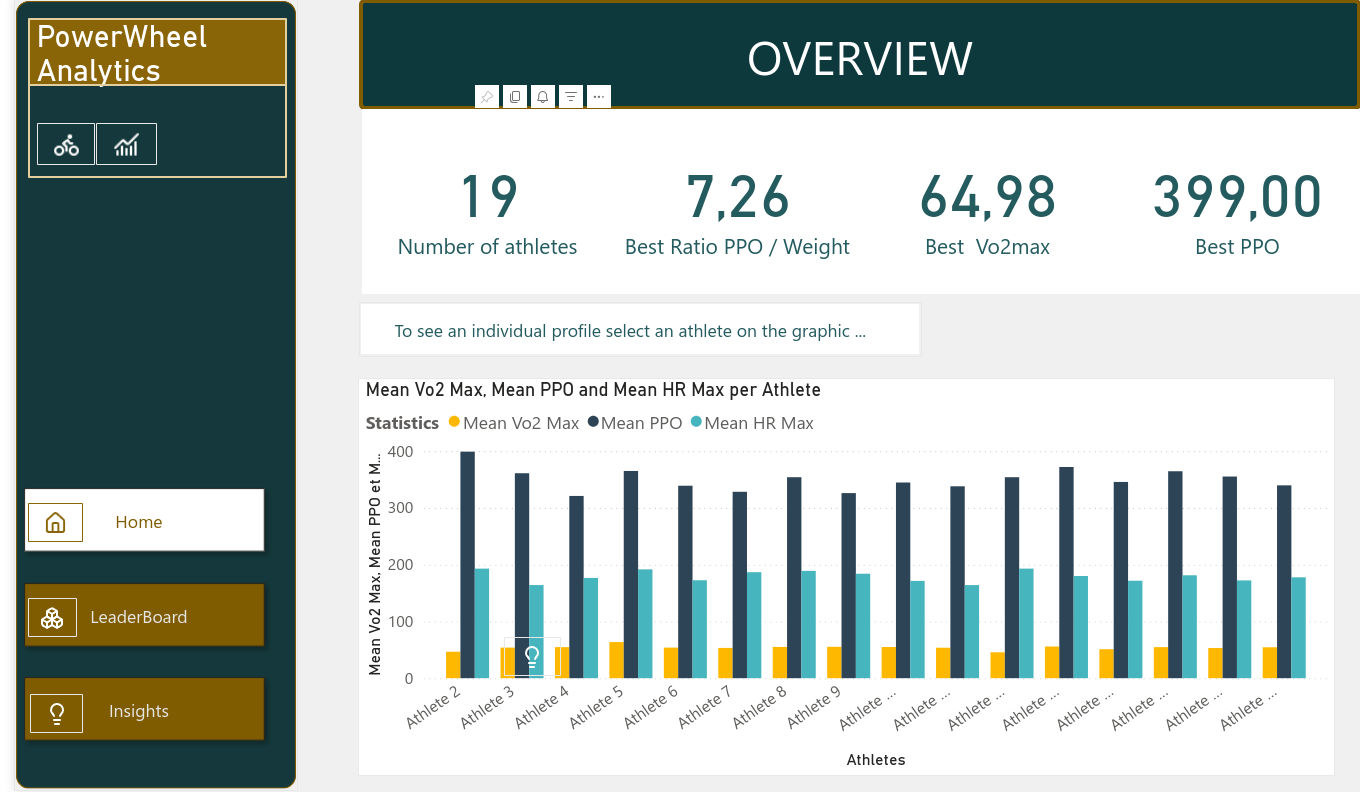 PowerWheel
Analytics
OVERVIEW
19
Number of athletes
7,26
Best Ratio PPO / Weight
64,98
Best  Vo2max
399,00
Best PPO
To see an individual profile select an athlete on the graphic ...
Mean Vo2 Max, Mean PPO and Mean HR Max per Athlete
Statistics Mean Vo2 Max Mean PPO Mean HR Max
Mean Vo2 Max, Mean PPO et M...
400
300
200
100
0
Athlete 2
Athlete 3
Athlete 4
Athlete 5
Athlete 6
Athlete 7
Athlete 8
Athlete 9
Athlete ...
Athlete ...
Athlete ...
Athlete ...
Athlete ...
Athlete ...
Athlete ...
Athlete ...
Athletes
Home
LeaderBoard
Insights